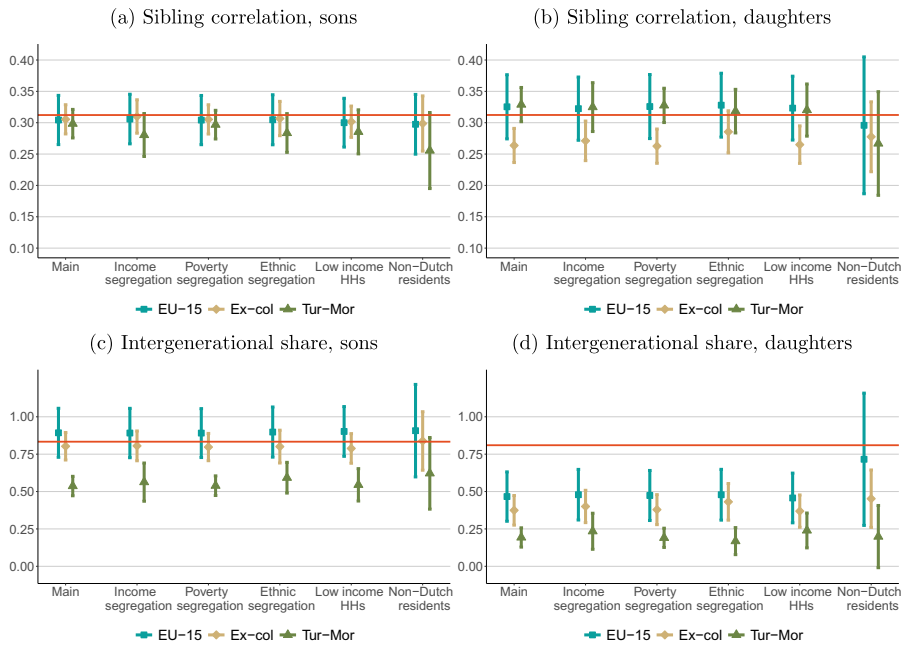 (a) Sibling correlation, sons
0.40
0.35
0.30
0.25
0.20
0.15
0.10
Main Income Poverty Ethnic Low income Non−Dutch
segregation segregation segregation HHs residents
EU−15 Ex−col Tur−Mor
(b) Sibling correlation, daughters
0.40
0.35
0.30
0.25
0.20
0.15
0.10
Main Income Poverty Ethnic Low income Non−Dutch
segregation segregation segregation HHs residents
EU−15 Ex−col Tur−Mor
(c) Intergenerational share, sons
1.00
0.75
0.50
0.25
0.00
Main Income Poverty Ethnic Low income Non−Dutch
segregation segregation segregation HHs residents
EU−15 Ex−col Tur−Mor
(d) Intergenerational share, daughters
1.00
0.75
0.50
0.25
0.00
Main Income Poverty Ethnic Low income Non−Dutch
segregation segregation segregation HHs residents
EU−15 Ex−col Tur−Mor